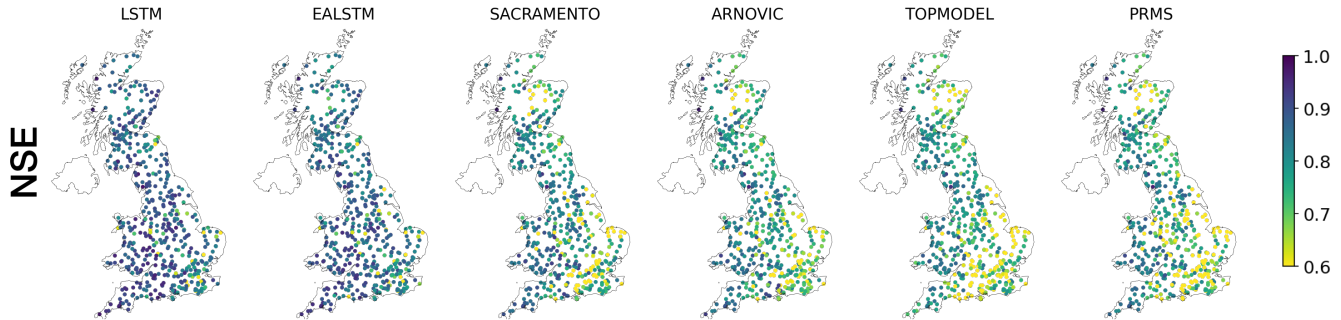 LSTM
EALSTM
SACRAMENTO
ARNOVIC
TOPMODEL
PRMS
NSE
1.0
0.9
0.8
0.7
0.6